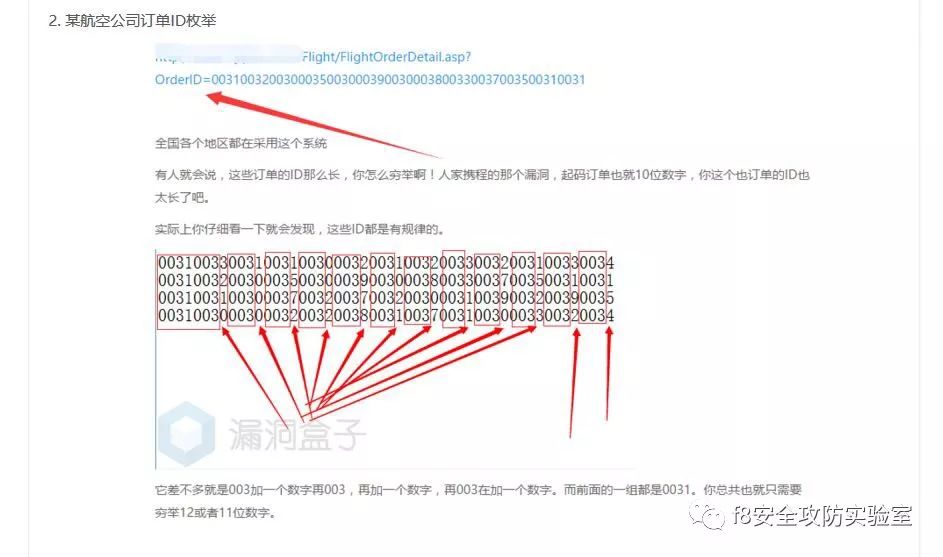 2. 某航空公司订单ID枚举
Flight/FlightOrderDetail.asp?
OrderID=0031003200300035003000390030003800330037003500310031
全国各个地区都在采用这个系统
有人就会说，这些订单的ID那么长，你怎么穷举啊！人家携程的那个漏洞，起码订单也就10位数字，你这个也订单的ID也
太长了吧。
实际上你仔细看一下就会发现，这些ID都是有规律的。
0031003300310031003000320031003200330032003100330034
0031003200300035003000390030003800330037003500310031
0031003100300037003200370032003000310039003200390035
0031003000300032003200380031003700310030003300320034
漏洞盒子
它差不多就是003加一个数字再003，再加一个数字，再003在加一个数字。而前面的一组都是0031。你总共也就只需要
穷举12或者11位数字。
f8安全攻防实验室